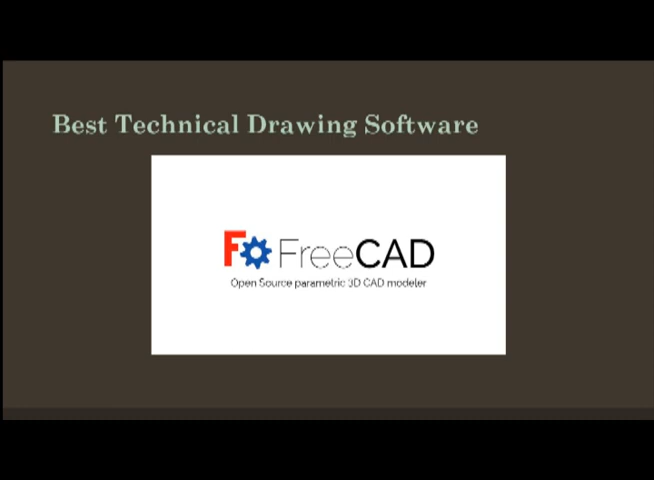 Best Technical Drawing Software
FreeCAD
Open Source parametric 3D CAD modeler